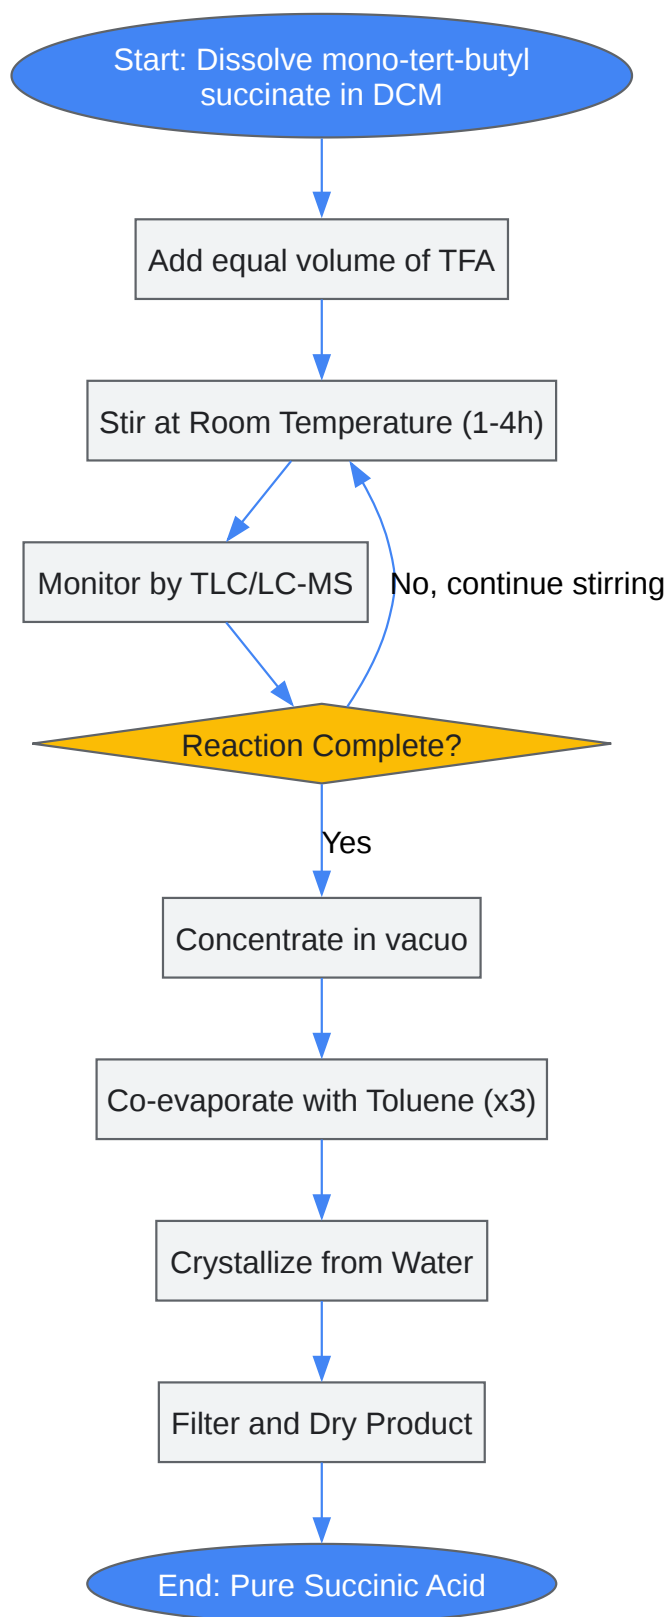 Start: Dissolve mono-tert-butyl
succinate in DCM
Add equal volume of TFA
Stir at Room Temperature (1-4h)
Monitor by TLC/LC-MS
No, continue stirring
Reaction Complete?
Yes
Concentrate in vacuo
Co-evaporate with Toluene (x3)
Crystallize from Water
Filter and Dry Product
End: Pure Succinic Acid